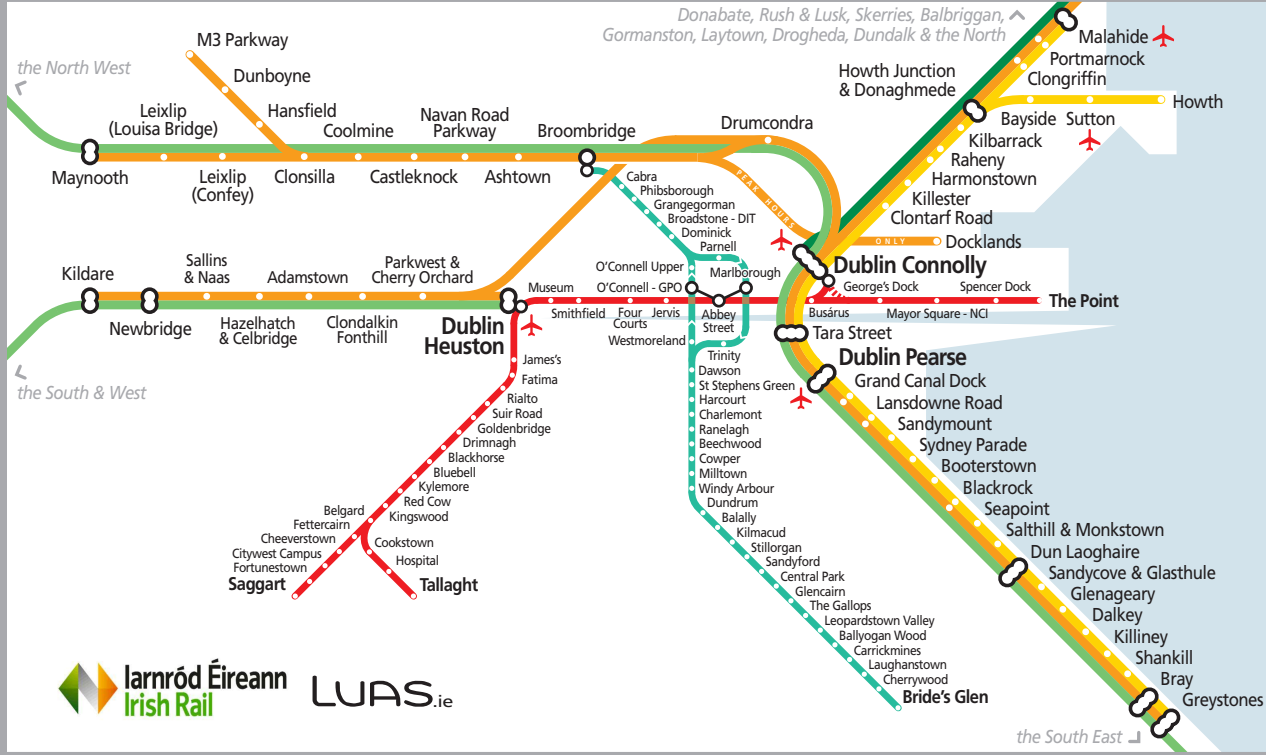 Donabate, Rush & Lusk, Skerries, Balbriggan,
Gormanston, Laytown, Drogheda, Dundalk & the North
the North West
M3 Parkway
Dunboyne
Hansfield
Leixlip
(Louisa Bridge)
Coolmine
Navan Road
Parkway
Broombridge
Drumcondra
Maynooth
Leixlip
(Confey)
Clonsilla
Castleknock
Ashtown
PEAK HOURS
ONLY
Docklands
Malahide
Portmarnock
Clongriffin
Howth Junction
& Donaghmede
Howth
Bayside
Sutton
Kilbarrack
Raheny
Harmonstown
Killester
Clontarf Road
Dublin Connolly
Kildare
Sallins
& Naas
Adamstown
Parkwest &
Cherry Orchard
Newbridge
Hazelhatch
& Celbridge
Clondalkin
Fonthill
Dublin
Heuston
the South & West
Cabra
Phibsborough
Grangegorman
Broadstone - DIT
Dominick
Parnell
O'Connell Upper
Marlborough
O'Connell - GPO
Abbey
Street
Westmoreland
Trinity
Dawson
St Stephens Green
Harcourt
Charlemont
Ranelagh
Beechwood
Cowper
Milltown
Windy Arbour
Dundrum
Balally
Kilmacud
Stillorgan
Sandyford
Central Park
Glencairn
The Gallops
Leopardstown Valley
Ballyogan Wood
Carrickmines
Laughanstown
Cherrywood
Bride's Glen
Museum
Smithfield
Four
Courts
Jervis
Busárus
George's Dock
Mayor Square - NCI
Spencer Dock
The Point
James's
Fatima
Rialto
Suir Road
Goldenbridge
Drimnagh
Blackhorse
Bluebell
Kylemore
Red Cow
Kingswood
Belgard
Fettercairn
Cheeverstown
Citywest Campus
Fortunestown
Saggart
Cookstown
Hospital
Tallaght
Tara Street
Dublin Pearse
Grand Canal Dock
Lansdowne Road
Sandymount
Sydney Parade
Booterstown
Blackrock
Seapoint
Salthill & Monkstown
Dun Laoghaire
Sandycove & Glasthule
Glenageary
Dalkey
Killiney
Shankill
Bray
Greystones
the South East
Iarnród Éireann
Irish Rail
LUAS.ie